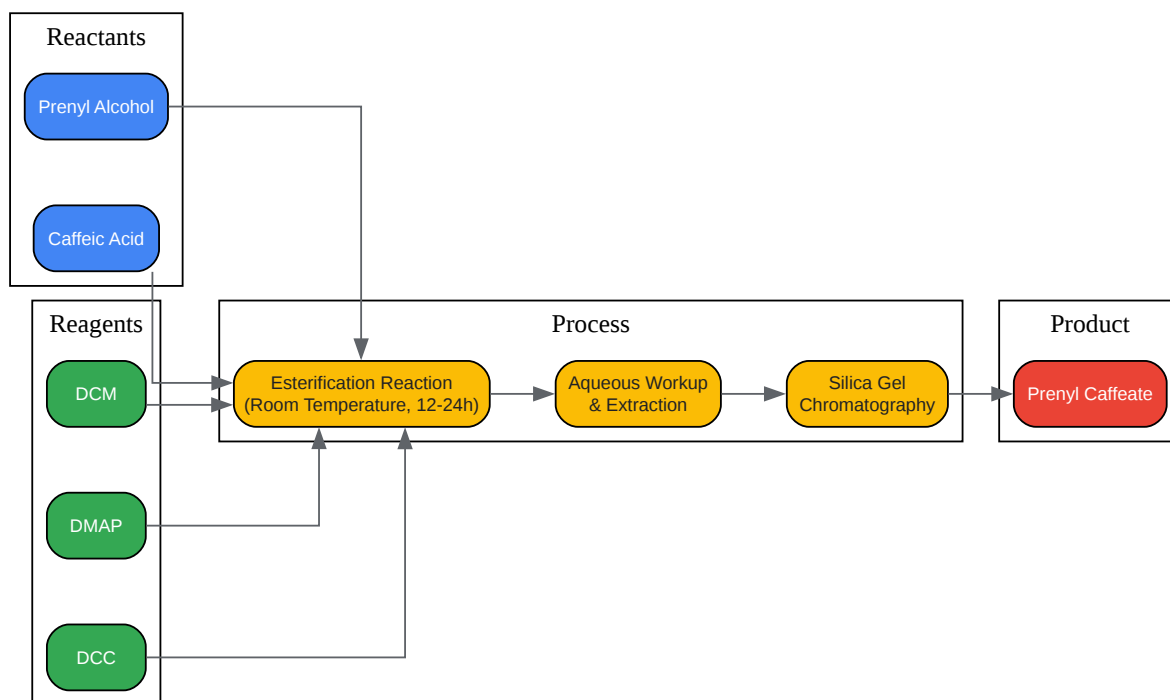 Reactants
Prenyl Alcohol
Caffeic Acid
Reagents
DCM
DMAP
DCC
Process
Esterification Reaction
(Room Temperature, 12-24h)
Aqueous Workup
& Extraction
Silica Gel
Chromatography
Product
Prenyl Caffeate